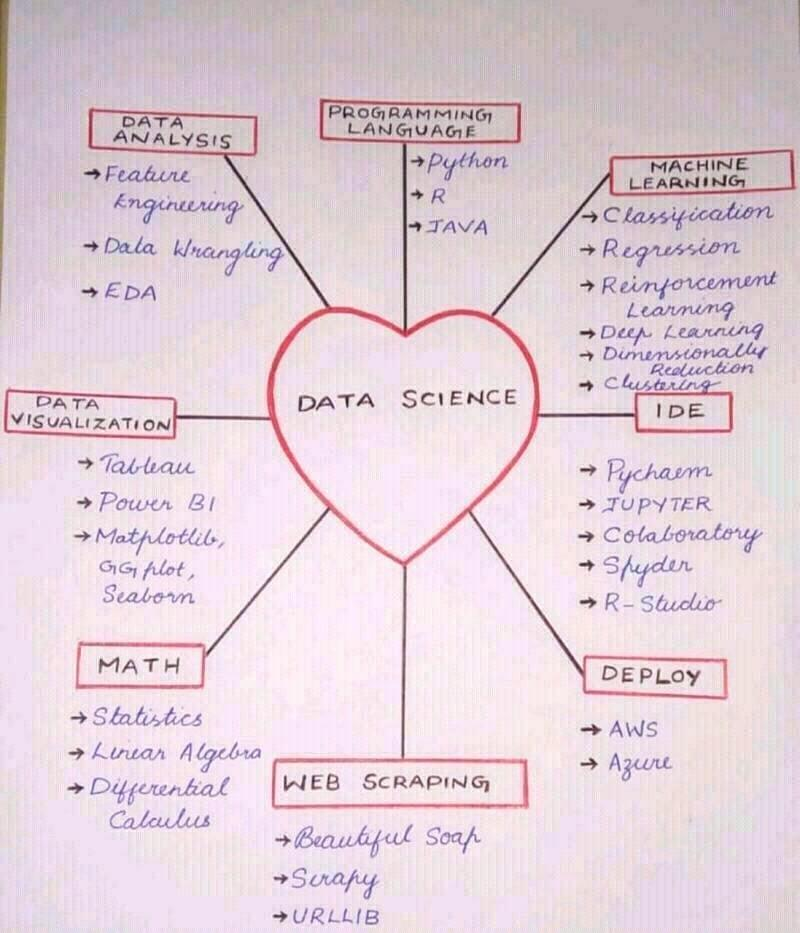 DATA
ANALYSIS
→ Feature
Engineering
→ Data Wrangling
→ EDA
PROGRAMMING
LANGUAGE
→ Python
→ R
→ JAVA
MACHINE
LEARNING
→ Classification
→ Regression
→ Reinforcement
Learning
→ Deep Learning
→ Dimensionally
Reduction
→ Clustering
DATA SCIENCE
DATA
VISUALIZATION
→ Tableau
→ Power BI
→ Matplotlib,
GG plot,
Seaborn
IDE
→ Pychaem
→ JUPYTER
→ Colaboratory
→ Spyder
→ R-Studio
MATH
→ Statistics
→ Linear Algebra
→ Differential
Calculus
WEB SCRAPING
→ Beautiful Soap
→ Scrapy
→ URLLIB
DEPLOY
→ AWS
→ Azure